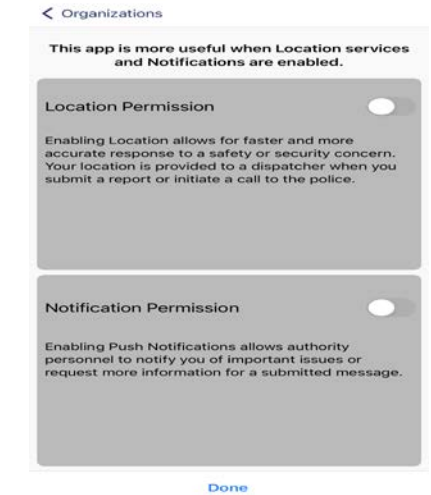 Organizations
This app is more useful when Location services
and Notifications are enabled.
Location Permission
Enabling Location allows for faster and more
accurate response to a safety or security concern.
Your location is provided to a dispatcher when you
submit a report or initiate a call to the police.
Notification Permission
Enabling Push Notifications allows authority
personnel to notify you of important issues or
request more information for a submitted message.
Done